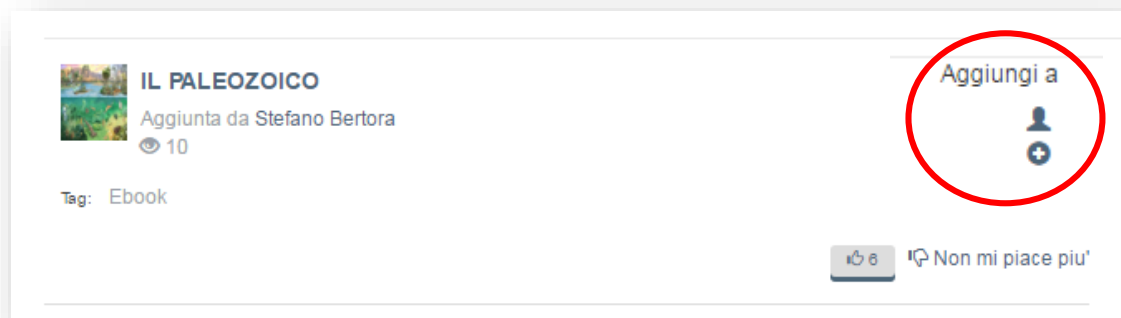 IL PALEOZOICO
Aggiunta da Stefano Bertora
10
Tag: Ebook
Aggiungi a
6 Non mi piace piu'